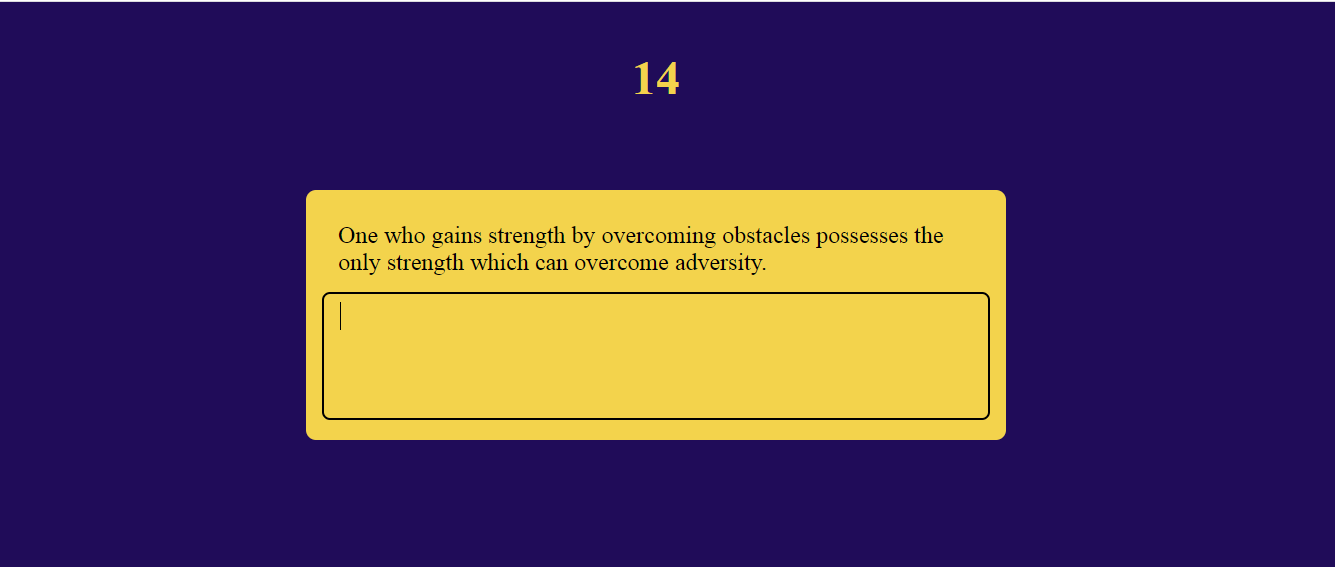 14
One who gains strength by overcoming obstacles possesses the
only strength which can overcome adversity.